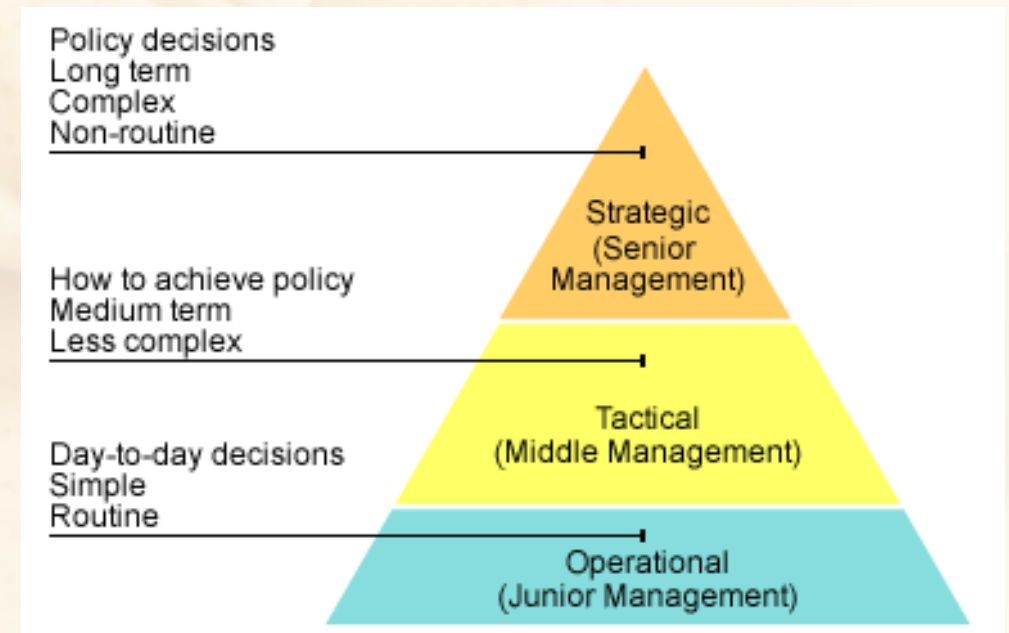 Policy decisions
Long term
Complex
Non-routine
Strategic
(Senior
Management)
How to achieve policy
Medium term
Less complex
Tactical
(Middle Management)
Day-to-day decisions
Simple
Routine
Operational
(Junior Management)